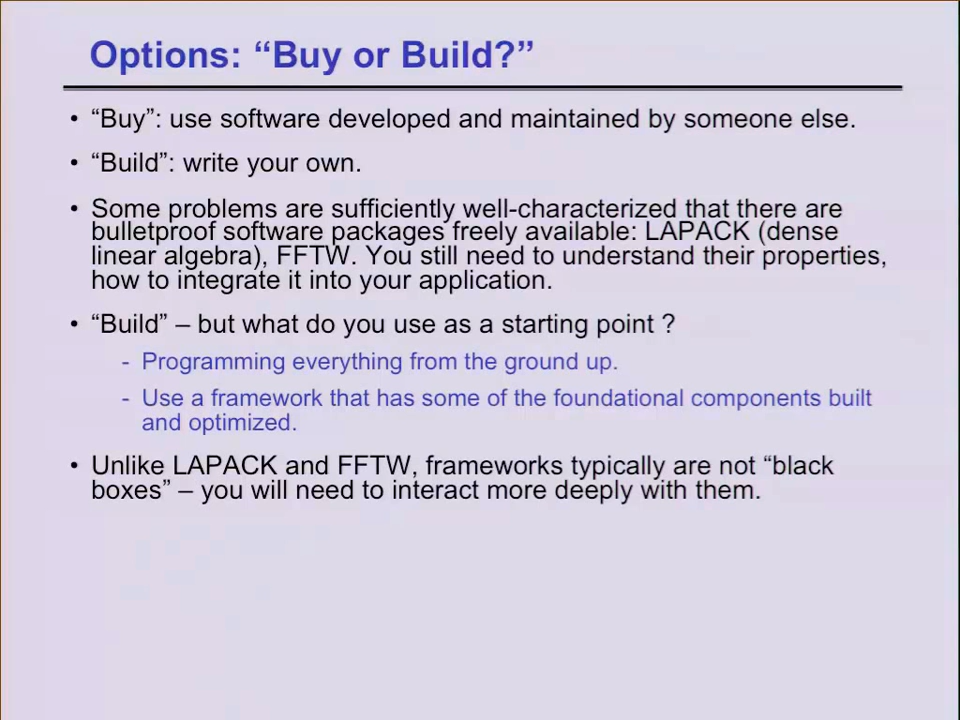 Options: “Buy or Build?”
• “Buy”: use software developed and maintained by someone else.
• “Build”: write your own.
• Some problems are sufficiently well-characterized that there are
bulletproof software packages freely available: LAPACK (dense
linear algebra), FFTW. You still need to understand their properties,
how to integrate it into your application.
• “Build” – but what do you use as a starting point ?
- Programming everything from the ground up.
- Use a framework that has some of the foundational components built
and optimized.
• Unlike LAPACK and FFTW, frameworks typically are not “black
boxes” – you will need to interact more deeply with them.